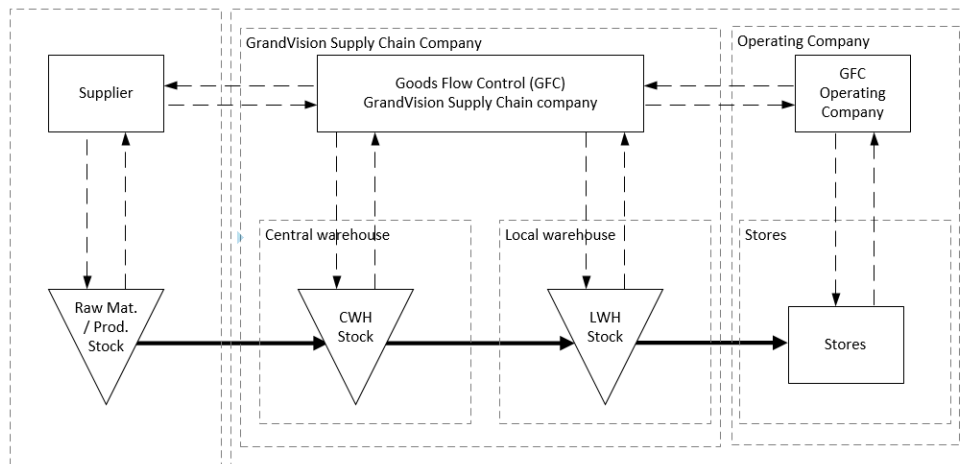 GrandVision Supply Chain Company
Operating Company
Supplier
Goods Flow Control (GFC)
GrandVision Supply Chain company
GFC
Operating
Company
Central warehouse
Local warehouse
Stores
Raw Mat.
/ Prod.
Stock
CWH
Stock
LWH
Stock
Stores